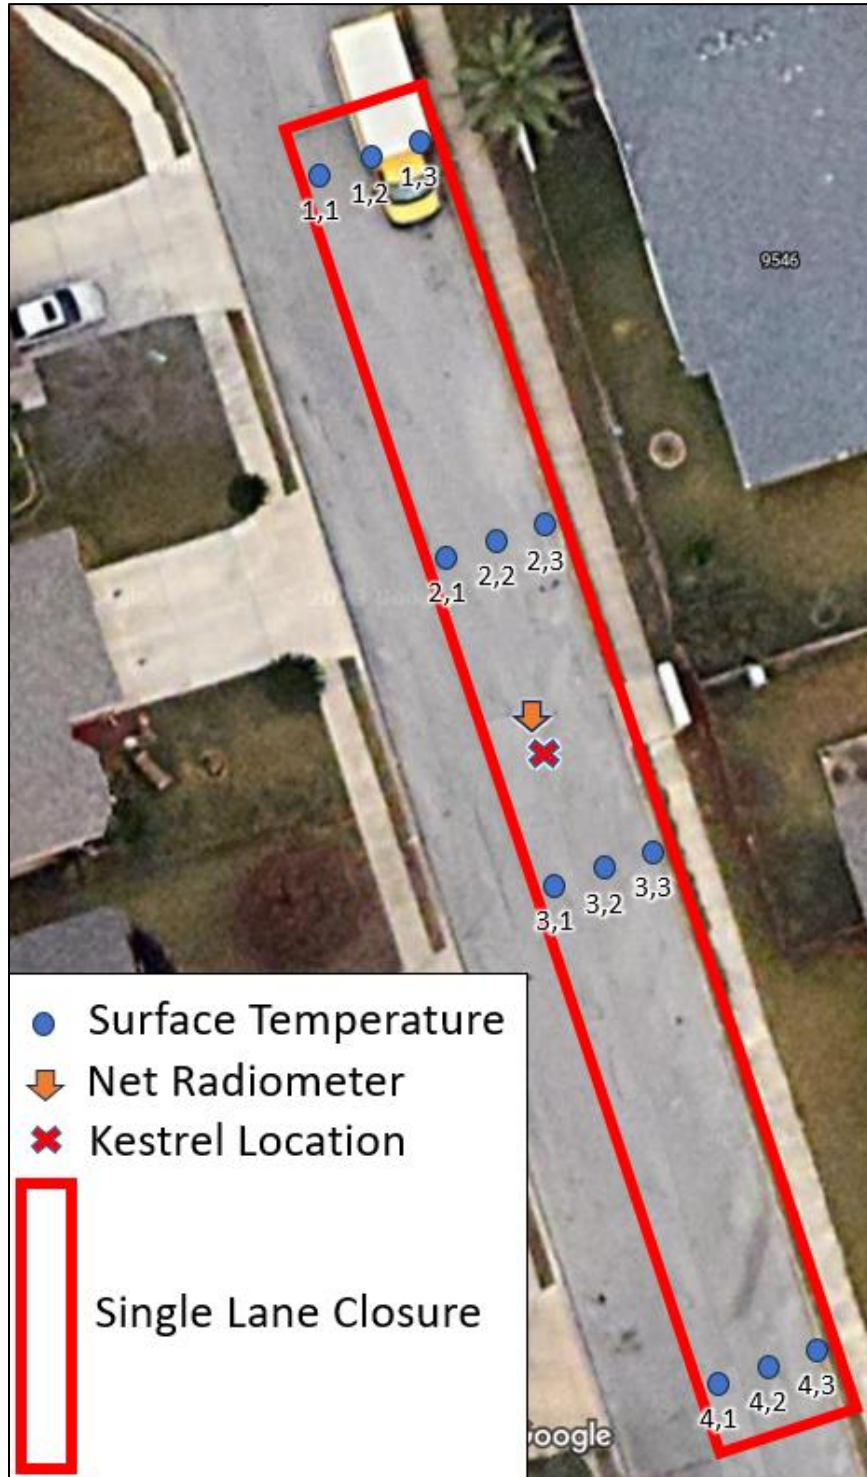 1,3
1,2
1,1
9546
2,3
2,2
2,1
3,3
3,2
3,1
Surface Temperature
Net Radiometer
Kestrel Location
Single Lane Closure
4,3
4,2
4,1
Google